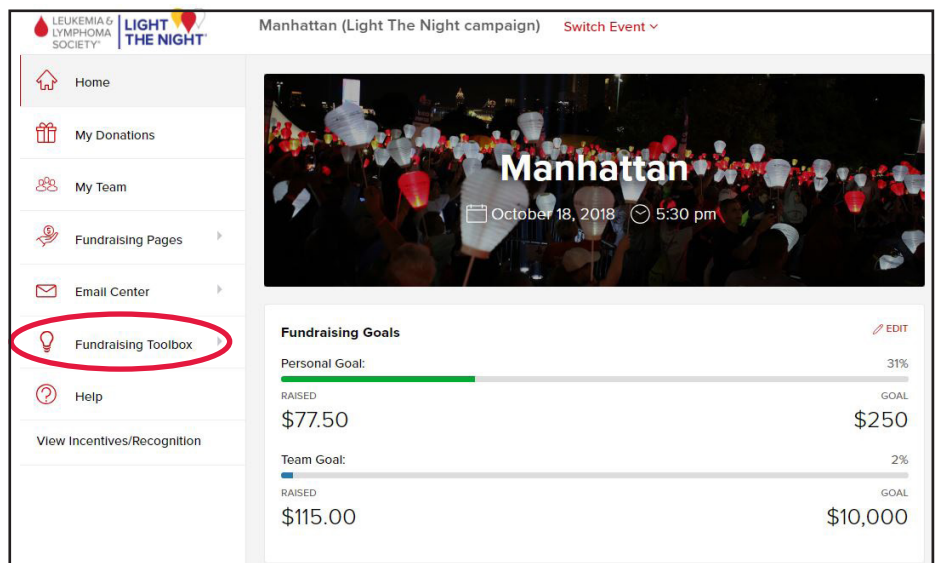 LEUKEMIA & LYMPHOMA SOCIETY®
LIGHT THE NIGHT®
Manhattan (Light The Night campaign) Switch Event
Home
My Donations
My Team
Fundraising Pages
Email Center
Fundraising Toolbox
Help
View Incentives/Recognition
Manhattan
October 18, 2018 5:30 pm
Fundraising Goals EDIT
Personal Goal: 31%
RAISED GOAL
$77.50 $250
Team Goal: 2%
RAISED GOAL
$115.00 $10,000